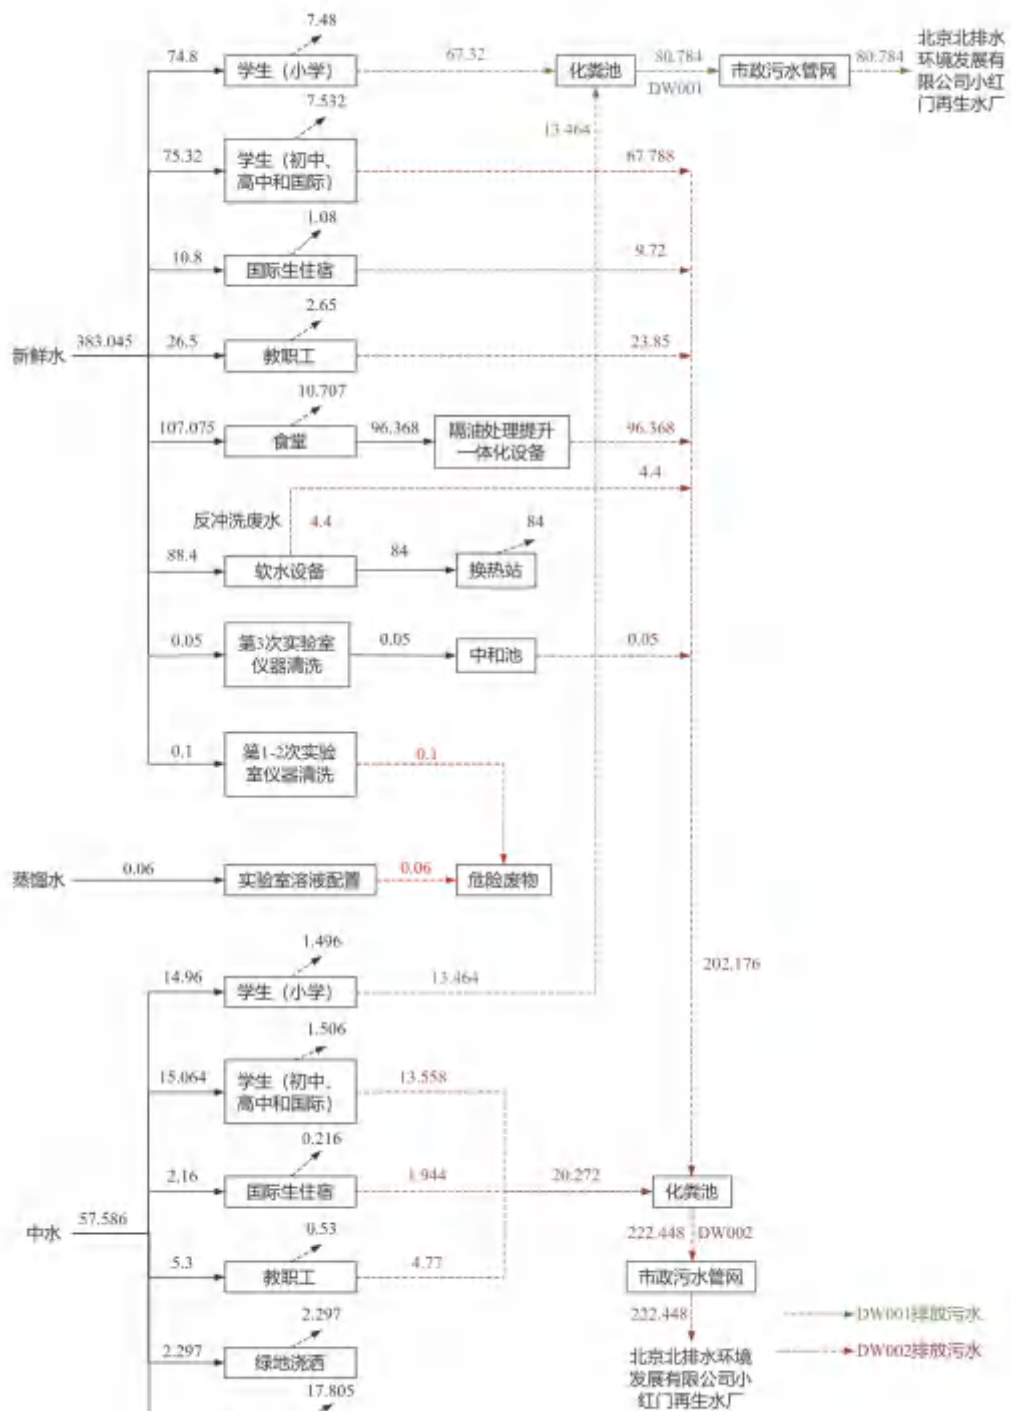 7.48
74.8
学生（小学）
67.32
化粪池
80.784
DW001
市政污水管网
80.784
北京北排水
环境发展有
限公司小红
门再生水厂
13.464
7.532
75.32
学生（初中、
高中和国际）
67.788
1.08
10.8
国际生住宿
9.72
2.65
新鲜水
383.045
26.5
教职工
23.85
10.707
107.075
食堂
96.368
隔油处理提升
一体化设备
96.368
4.4
反冲洗废水
4.4
84
88.4
软水设备
84
换热站
0.05
第3次实验室
仪器清洗
0.05
中和池
0.05
0.1
第1-2次实验
室仪器清洗
0.1
蒸馏水
0.06
实验室溶液配置
0.06
危险废物
1.496
14.96
学生（小学）
13.464
202.176
1.506
15.064
学生（初中、
高中和国际）
13.558
0.216
2.16
国际生住宿
1.944
20.272
化粪池
中水
57.586
0.53
5.3
教职工
4.77
222.448
DW002
市政污水管网
2.297
2.297
绿地浇洒
222.448
北京北排水环境
发展有限公司小
红门再生水厂
DW001排放污水
DW002排放污水
17.805